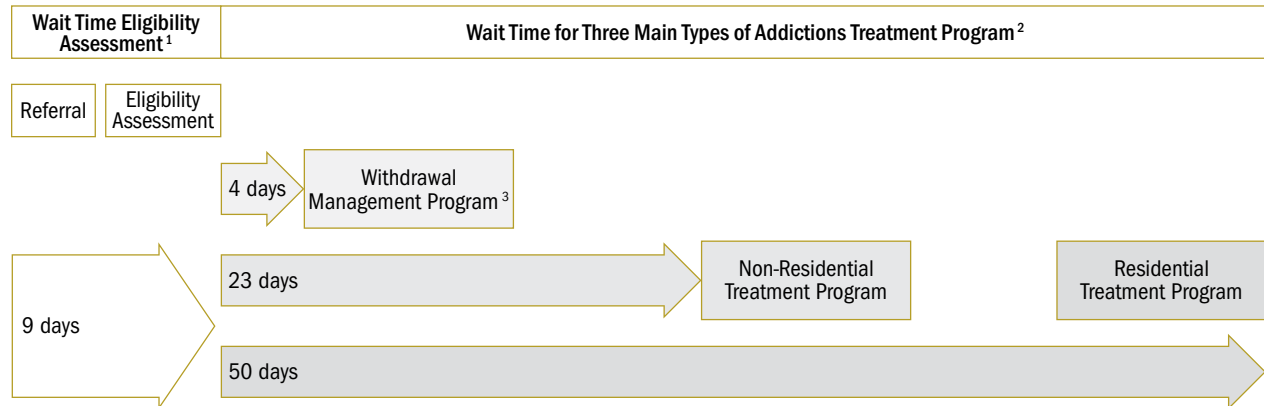 Wait Time Eligibility
Assessment 1
Wait Time for Three Main Types of Addictions Treatment Program 2
Referral
Eligibility
Assessment
4 days
Withdrawal
Management Program 3
23 days
Non-Residential
Treatment Program
Residential
Treatment Program
9 days
50 days